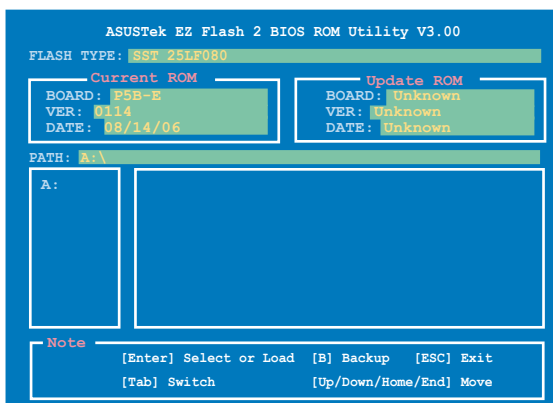 ASUSTek EZ Flash 2 BIOS ROM Utility V3.00
FLASH TYPE: SST 25LF080
Current ROM
BOARD: P5B-E
VER: 0114
DATE: 08/14/06
Update ROM
BOARD: Unknown
VER: Unknown
DATE: Unknown
PATH: A:\
A:
Note
[Enter] Select or Load [B] Backup [ESC] Exit
[Tab] Switch [Up/Down/Home/End] Move